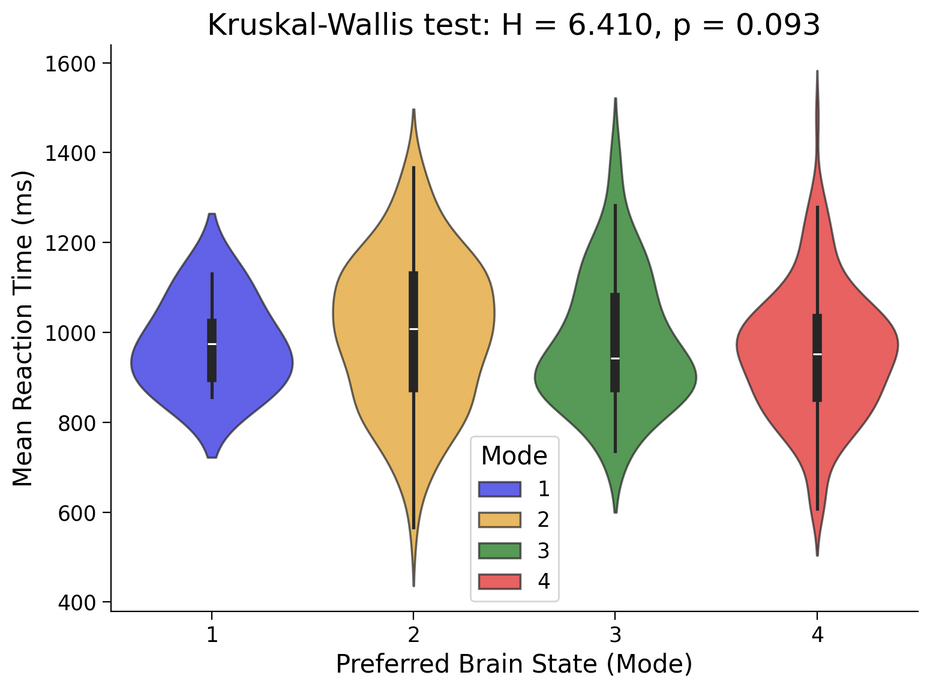 Kruskal-Wallis test: H = 6.410, p = 0.093
Mean Reaction Time (ms)
1600
1400
1200
1000
800
600
400
Mode
1
2
3
4
1 2 3 4
Preferred Brain State (Mode)